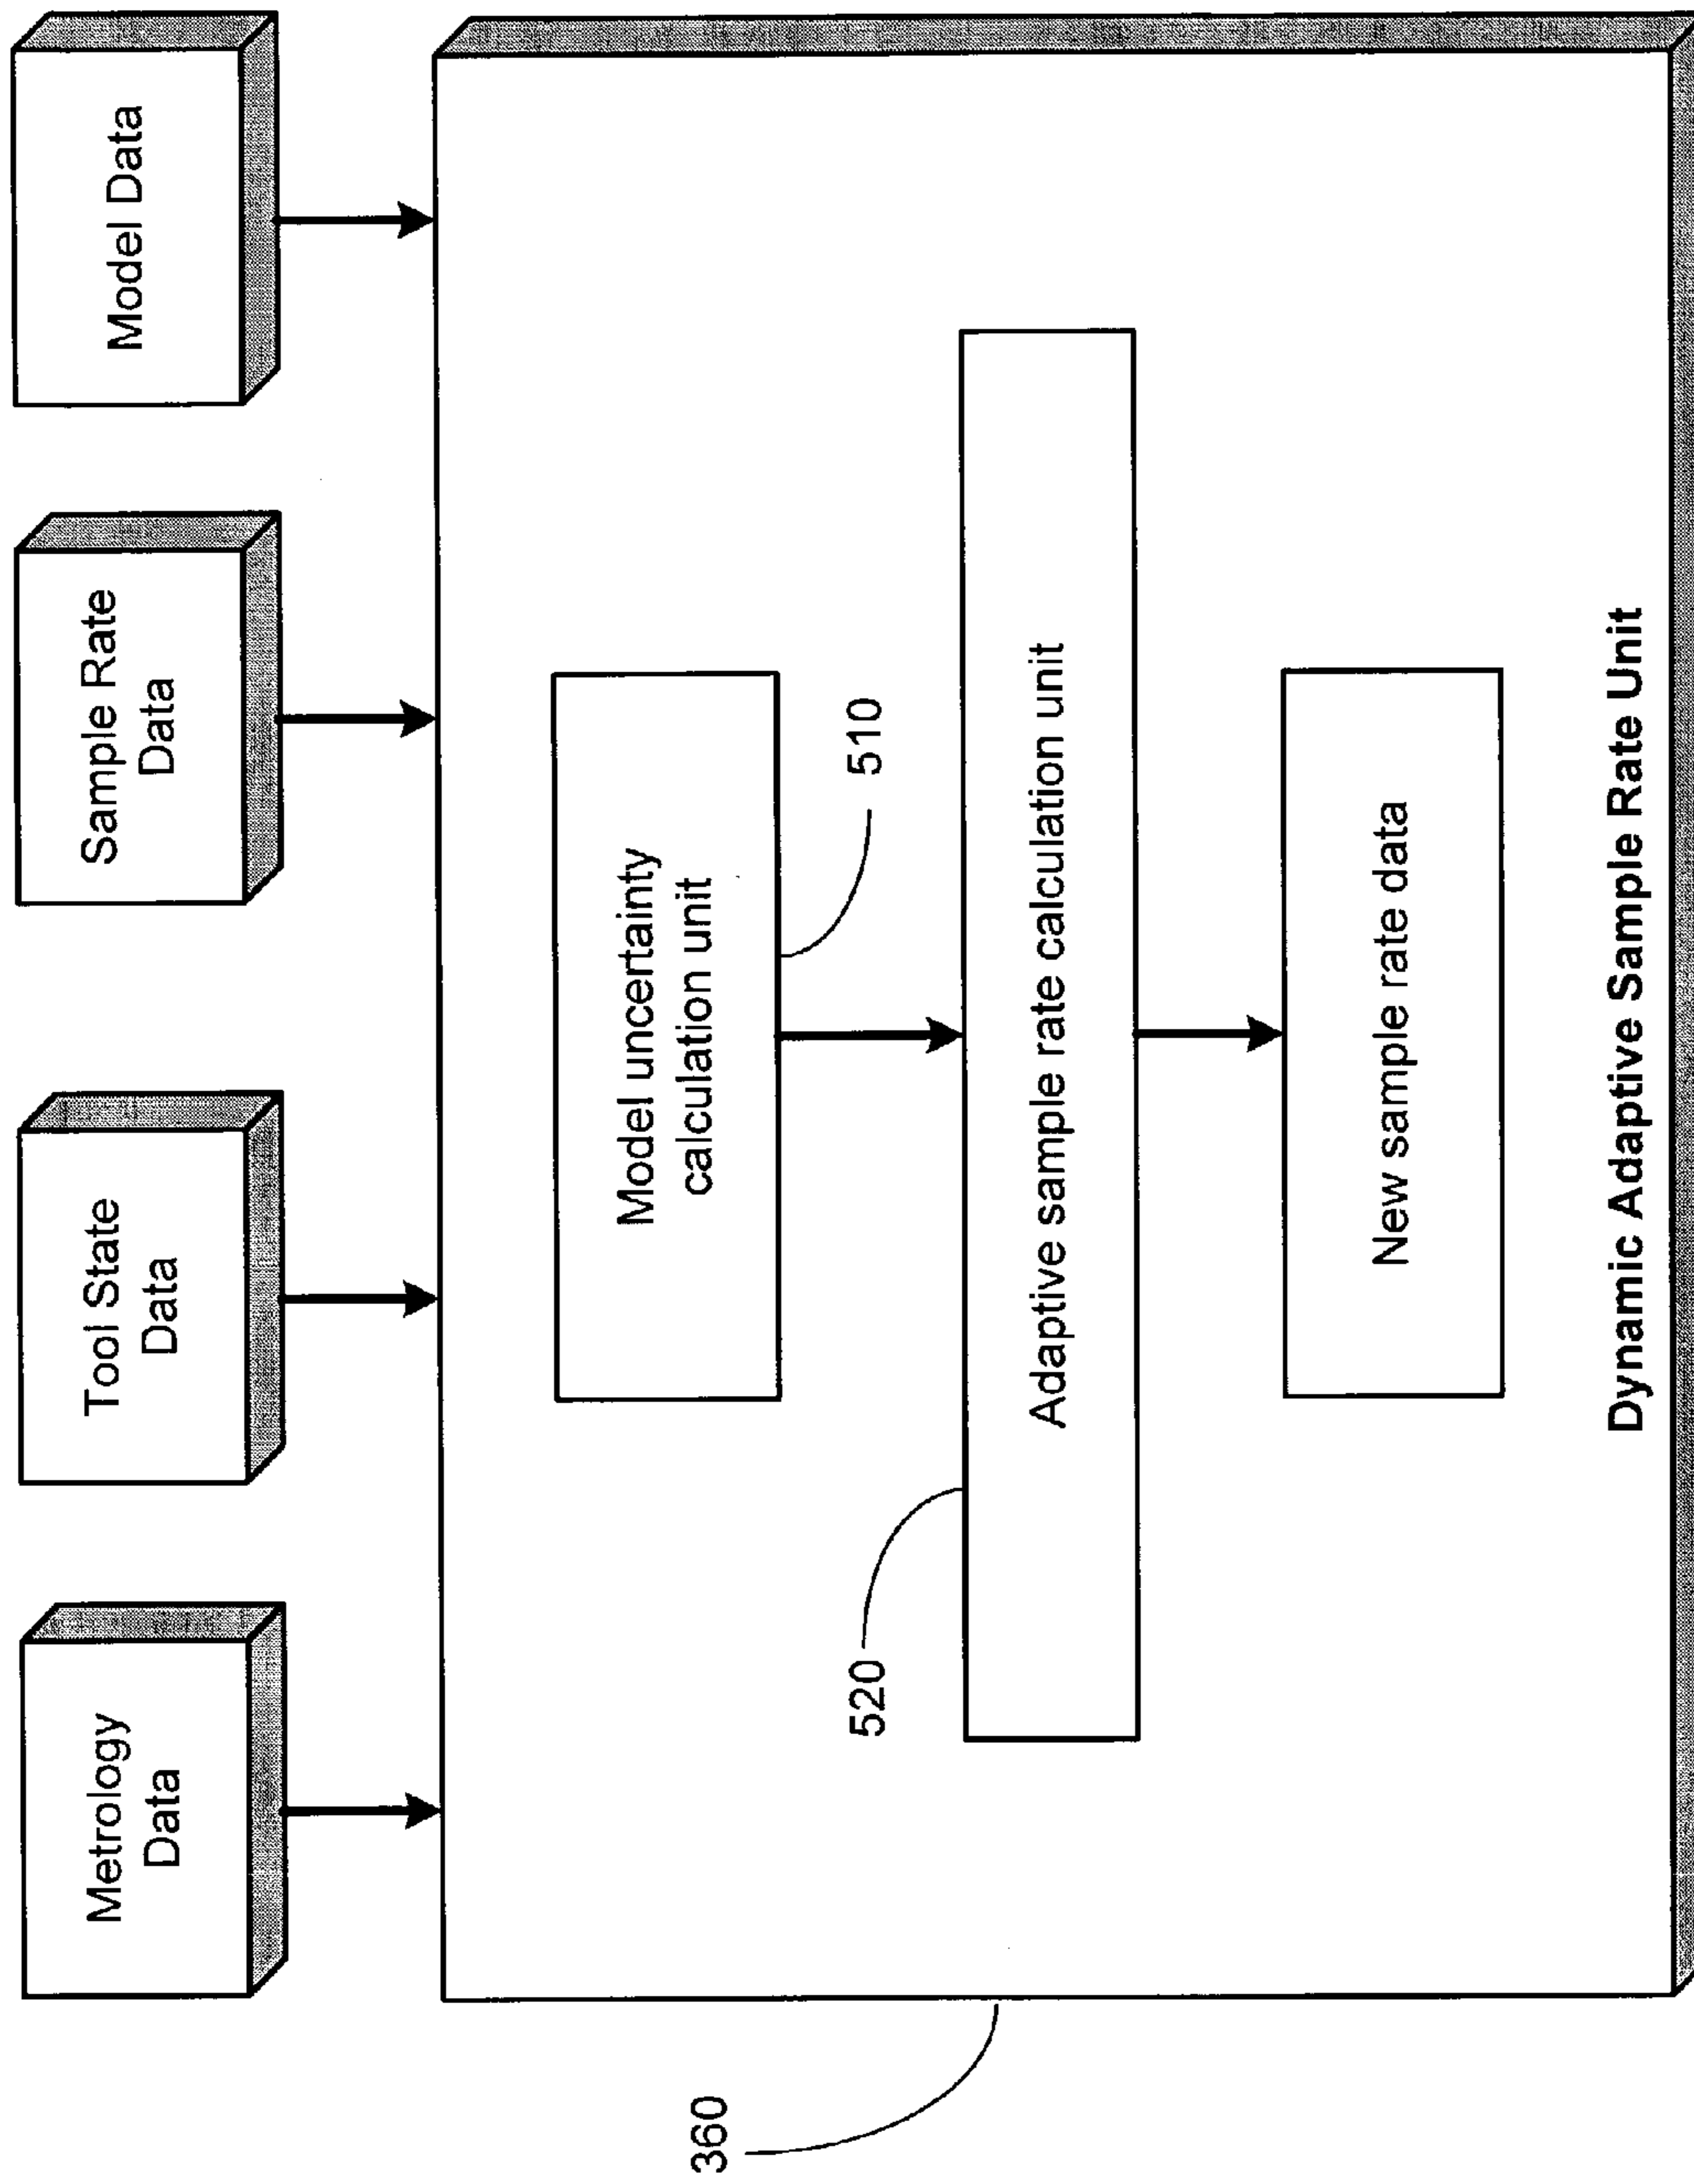 Metrology
Data
Tool State
Data
Sample Rate
Data
Model Data
360
Model uncertainty
calculation unit
510
520
Adaptive sample rate calculation unit
New sample rate data
Dynamic Adaptive Sample Rate Unit